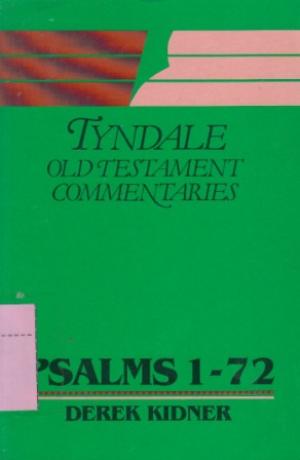 TYNDALE
OLD TESTAMENT
COMMENTARIES
PSALMS 1-72
DEREK KIDNER